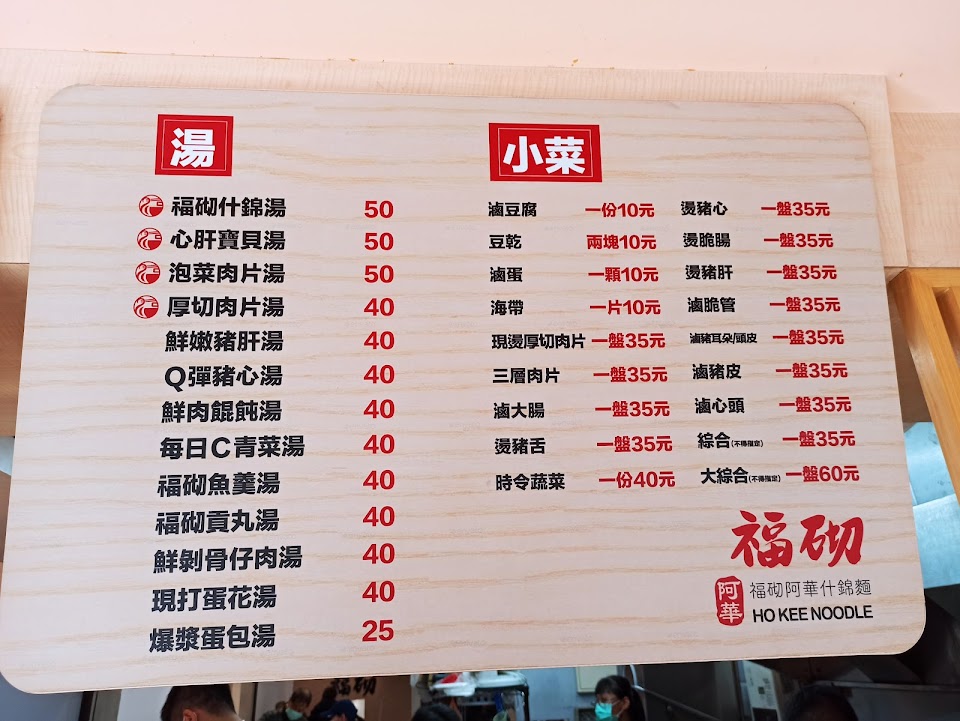 湯
福砌什錦湯 50
心肝寶貝湯 50
泡菜肉片湯 50
厚切肉片湯 40
鮮嫩豬肝湯 40
Q彈豬心湯 40
鮮肉餛飩湯 40
每日C青菜湯 40
福砌魚羹湯 40
福砌貢丸湯 40
鮮剝骨仔肉湯 40
現打蛋花湯 40
爆漿蛋包湯 25
小菜
滷豆腐 一份10元
豆乾 兩塊10元
滷蛋 一顆10元
海帶 一片10元
現燙厚切肉片 一盤35元
三層肉片 一盤35元
滷大腸 一盤35元
燙豬舌 一盤35元
時令蔬菜 一份40元
燙豬心 一盤35元
燙脆腸 一盤35元
燙豬肝 一盤35元
滷脆管 一盤35元
滷豬耳朵/頭皮 一盤35元
滷豬皮 一盤35元
滷心頭 一盤35元
綜合(不得指定) 一盤35元
大綜合(不得指定) 一盤60元
福砌
阿華
福砌阿華什錦麵
HO KEE NOODLE
福砌